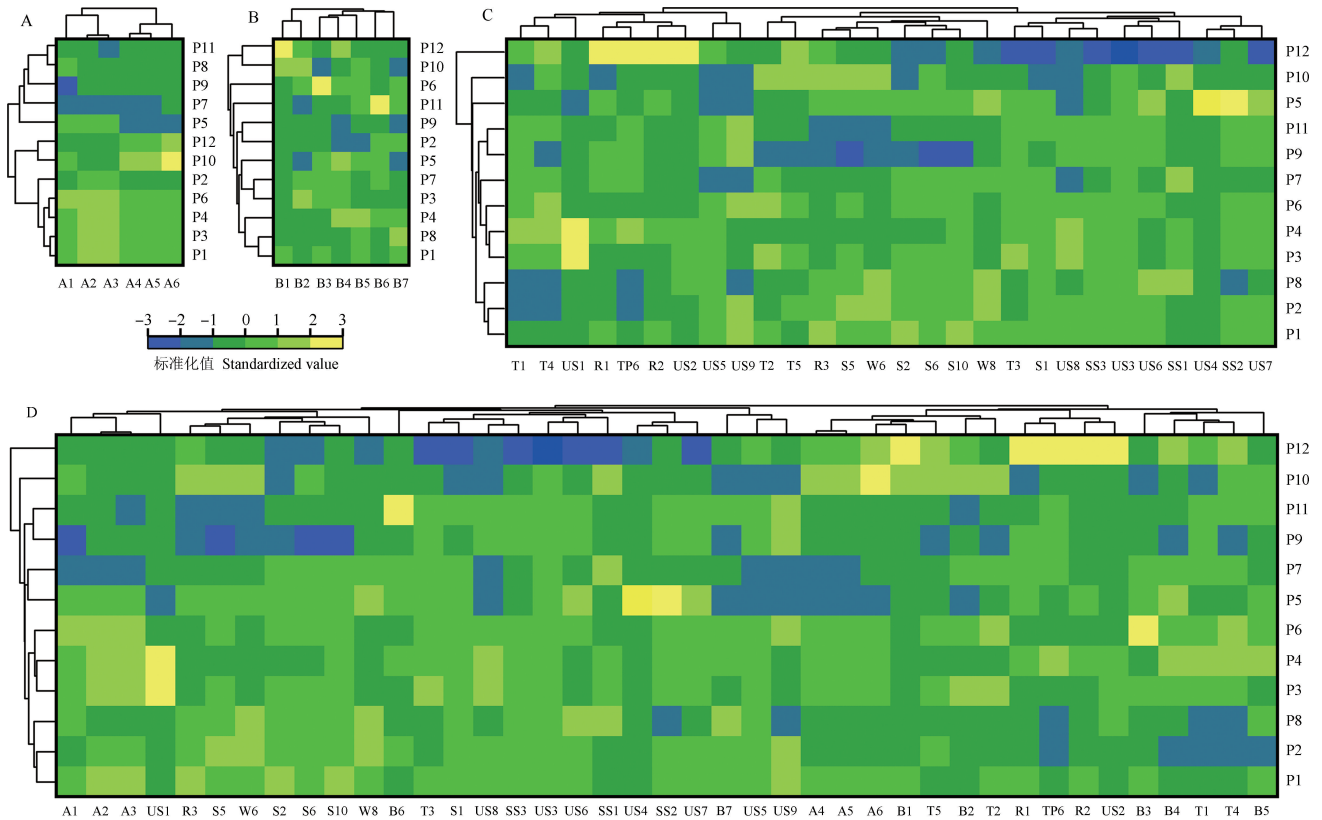 A
P11
P8
P9
P7
P5
P12
P10
P2
P6
P4
P3
P1
A1 A2 A3 A4 A5 A6
B
P12
P10
P6
P11
P9
P2
P5
P7
P3
P4
P8
P1
B1 B2 B3 B4 B5 B6 B7
−3 −2 −1 0 1 2 3
标准化值 Standardized value
C
P12
P10
P5
P11
P9
P7
P6
P4
P3
P8
P2
P1
T1 T4 US1 R1 TP6 R2 US2 US5 US9 T2 T5 R3 S5 W6 S2 S6 S10 W8 T3 S1 US8 SS3 US3 US6 SS1 US4 SS2 US7
D
P12
P10
P11
P9
P7
P5
P6
P4
P3
P8
P2
P1
A1 A2 A3 US1 R3 S5 W6 S2 S6 S10 W8 B6 T3 S1 US8 SS3 US3 US6 SS1 US4 SS2 US7 B7 US5 US9 A4 A5 A6 B1 T5 B2 T2 R1 TP6 R2 US2 B3 B4 T1 T4 B5